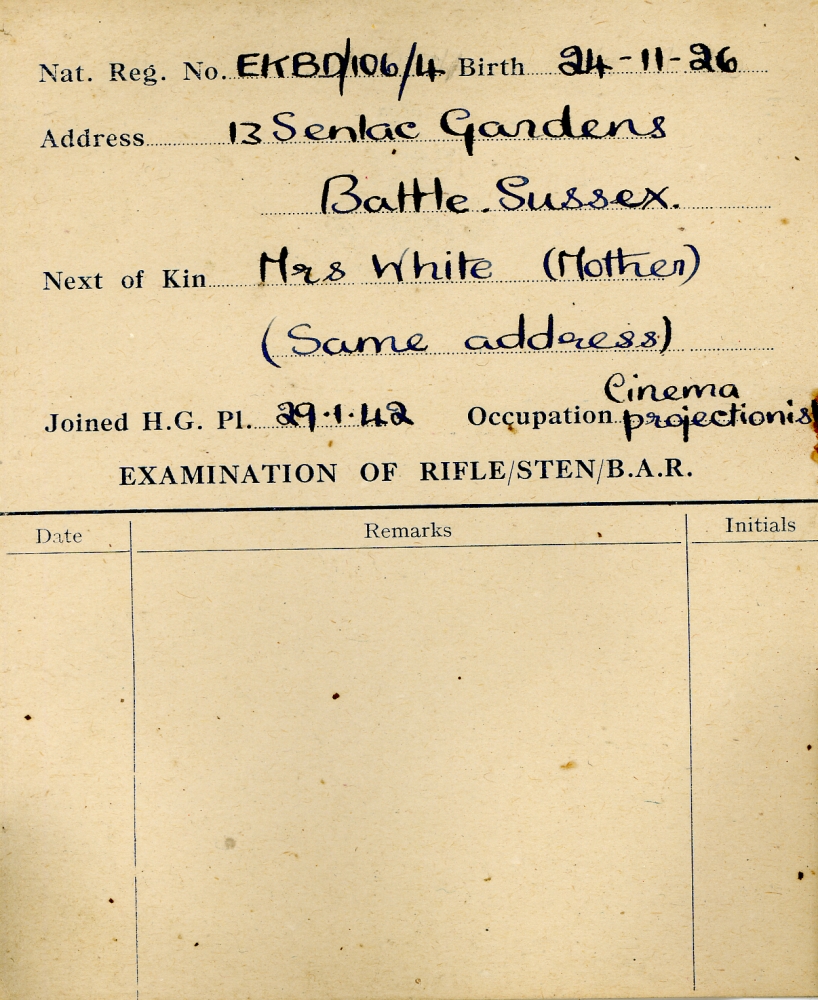 Nat. Reg. No. EKBD/106/4 Birth 24-11-26
Address 13 Senlac Gardens
Battle. Sussex.
Next of Kin Mrs White (Mother)
(Same address)
Cinema
Joined H.G. Pl. 29·1·42 Occupation projectionis
EXAMINATION OF RIFLE/STEN/B.A.R.
Date Remarks Initials